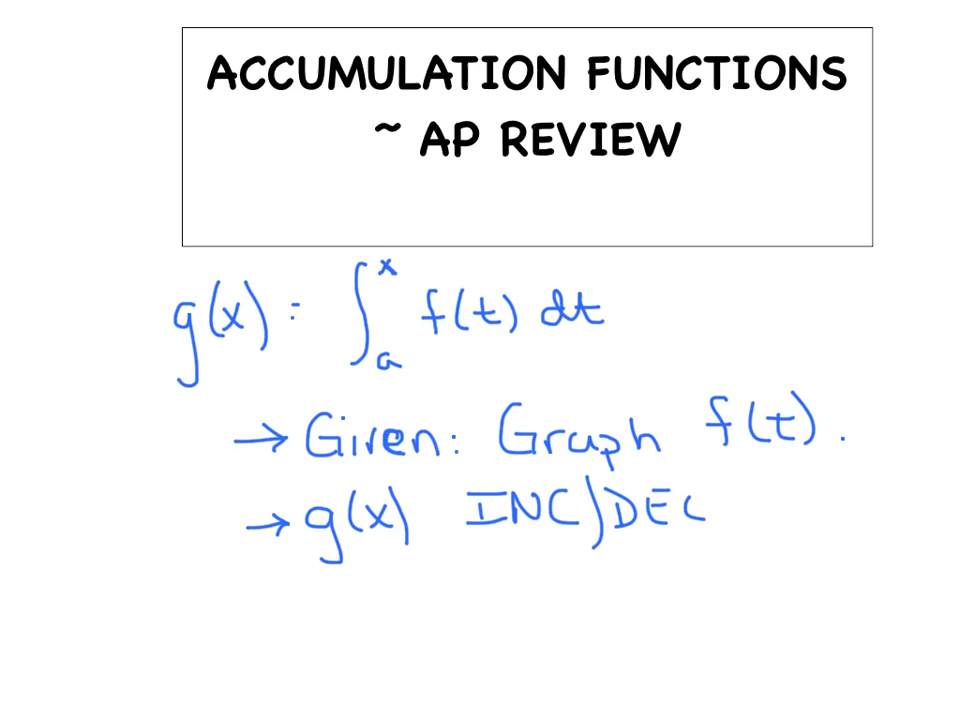 ACCUMULATION FUNCTIONS
~ AP REVIEW
g(x) = ∫ₐˣ f(t) dt
→ Given: Graph f(t).
→ g(x) INC/DEC